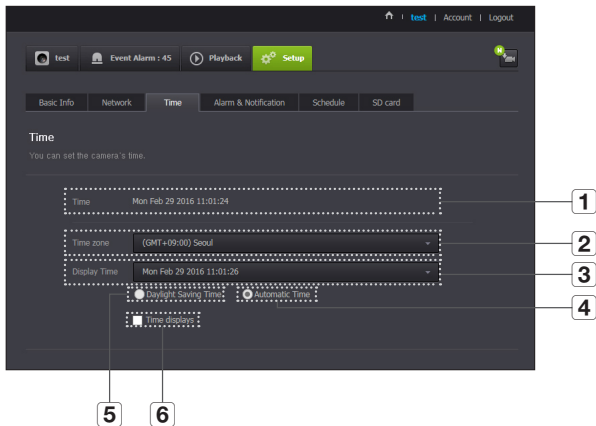 test | Account | Logout
test Event Alarm : 45 Playback Setup N
Basic Info Network Time Alarm & Notification Schedule SD card
Time
You can set the camera's time.
Time Mon Feb 29 2016 11:01:24
1
Time zone (GMT+09:00) Seoul
2
Display Time Mon Feb 29 2016 11:01:26
3
Daylight Saving Time Automatic Time
4
Time displays
5 6